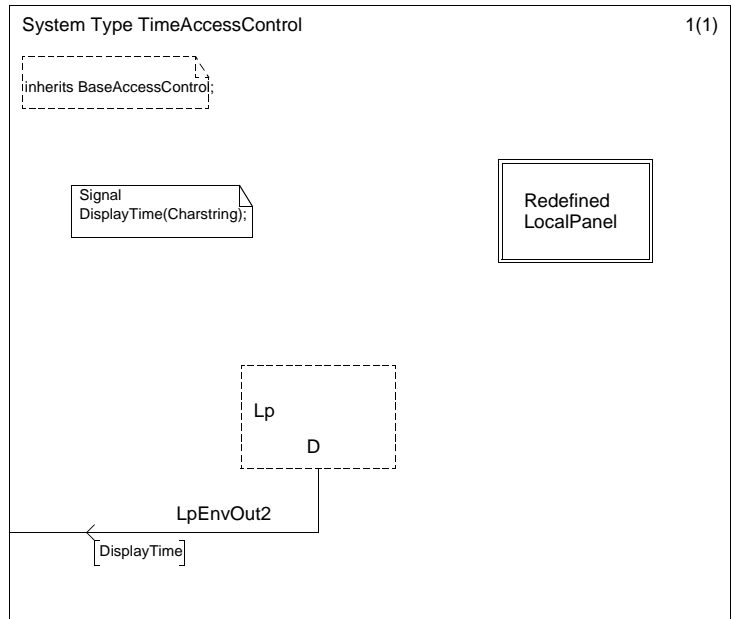 System Type TimeAccessControl 1(1)
inherits BaseAccessControl;
Signal
DisplayTime(Charstring);
Redefined
LocalPanel
Lp
D
LpEnvOut2
DisplayTime